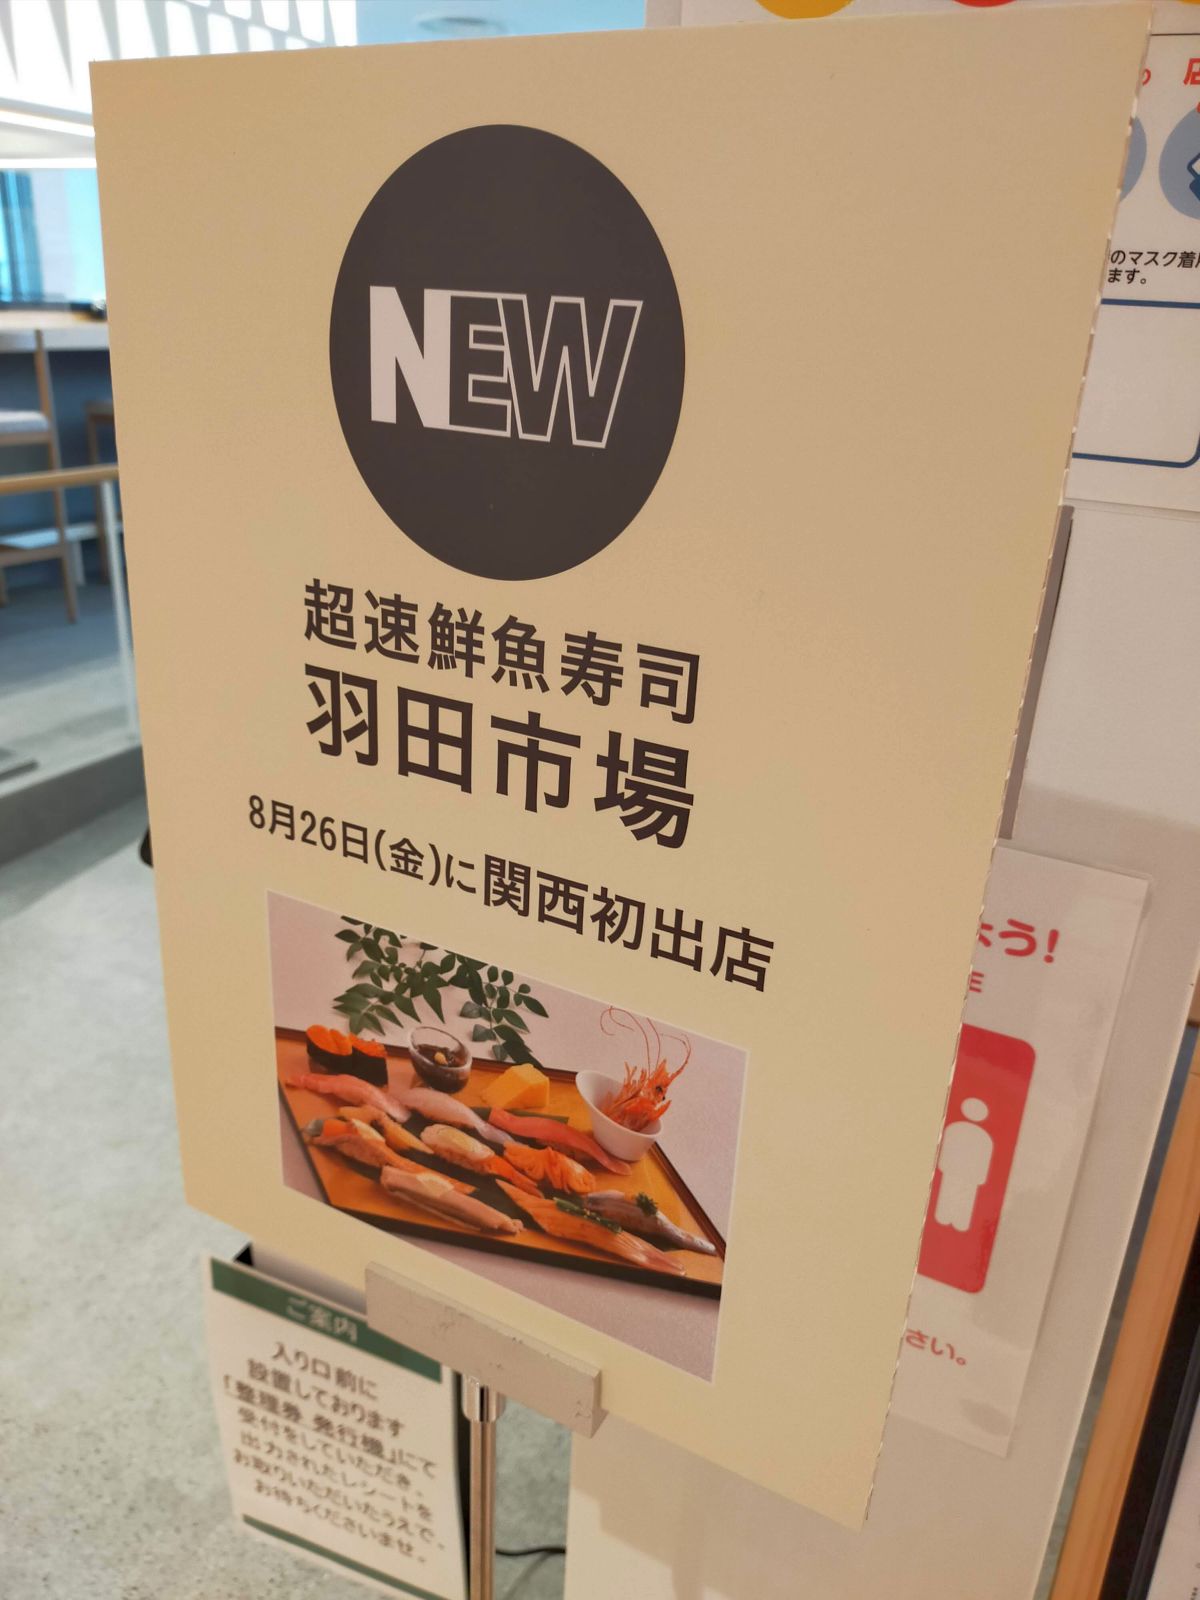 NEW
超速鮮魚寿司
羽田市場
8月26日(金)に関西初出店
店
のマスク着用
ます。
よう!
さい。
ご案内
入り口前に
設置しております
「整理券 発行機」にて
受付をしていただき、
出力されたレシートを
お取りいただいたうえで、
お待ちくださいませ。